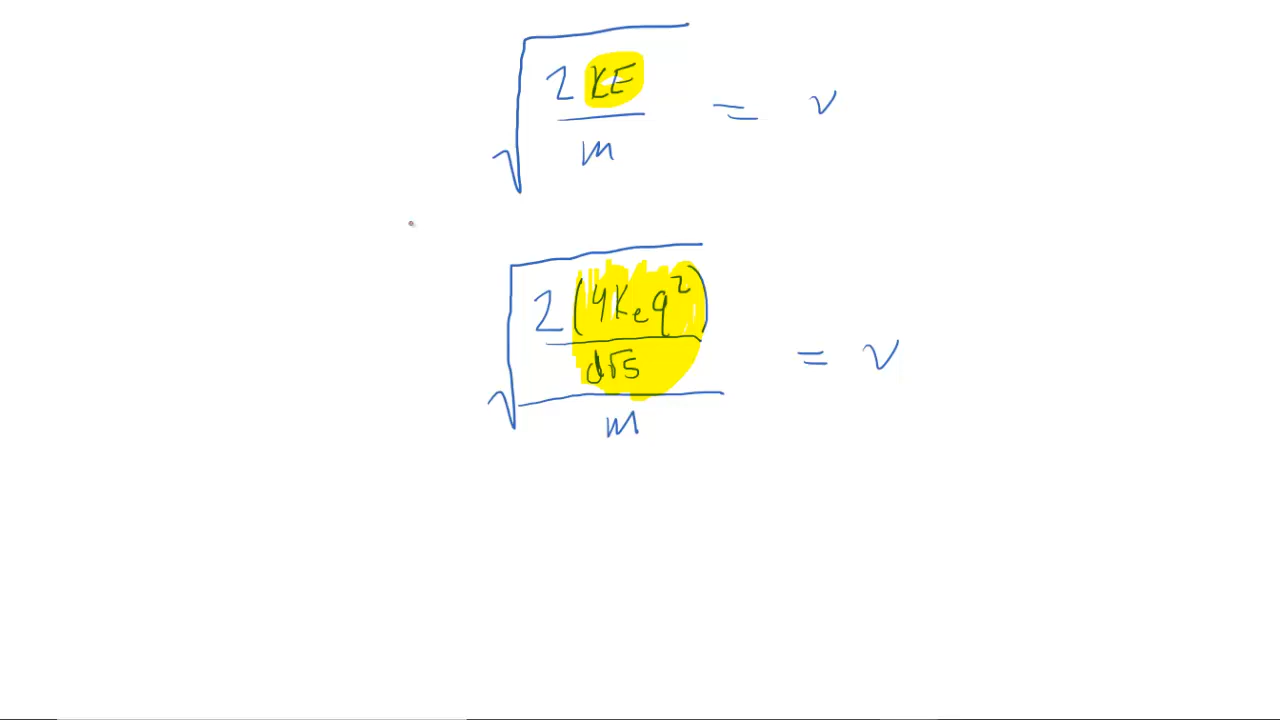 √(2 KE / m) = v
√((2 (4Keq²) / d√5) / m) = v